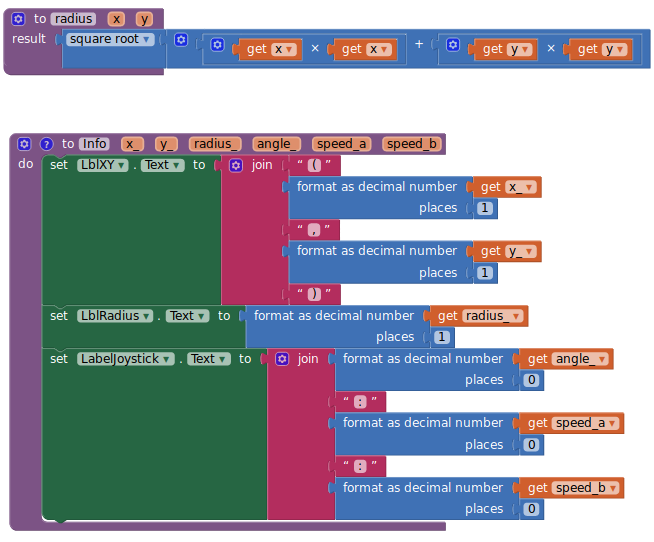 to radius x y
result square root get x × get x + get y × get y
? to Info x_ y_ radius_ angle_ speed_a speed_b
do set LblXY . Text to join “ ( ”
format as decimal number get x_
places 1
“ , ”
format as decimal number get y_
places 1
“ ) ”
set LblRadius . Text to format as decimal number get radius_
places 1
set LabelJoystick . Text to join format as decimal number get angle_
places 0
“ : ”
format as decimal number get speed_a
places 0
“ : ”
format as decimal number get speed_b
places 0